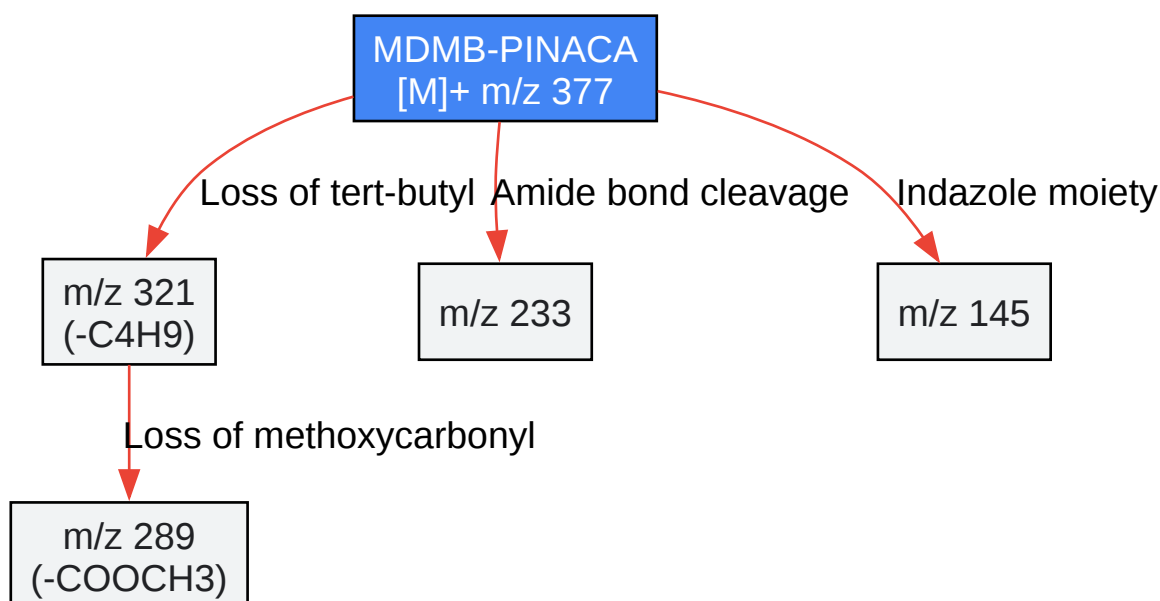 MDMB-PINACA
[M]+ m/z 377
Loss of tert-butyl
Amide bond cleavage
Indazole moiety
m/z 321
(-C4H9)
m/z 233
m/z 145
Loss of methoxycarbonyl
m/z 289
(-COOCH3)